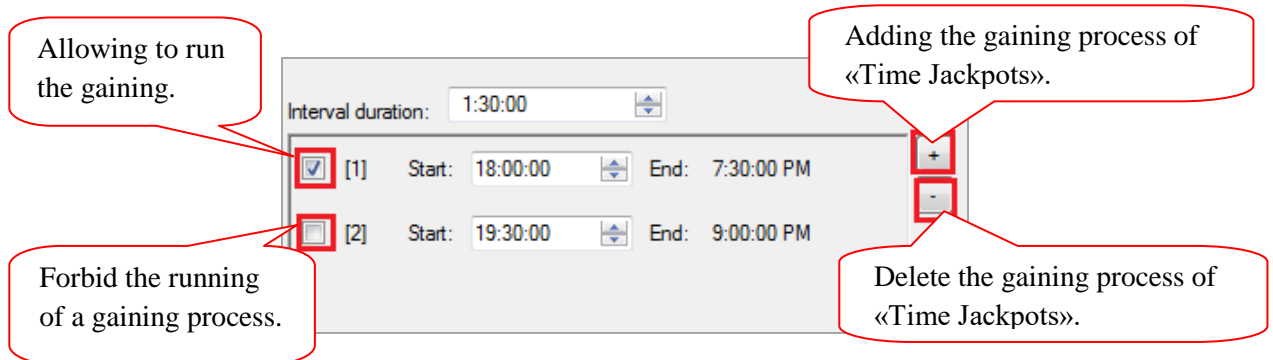 Allowing to run
the gaining.
Adding the gaining process of
«Time Jackpots».
Interval duration: 1:30:00
[1] Start: 18:00:00 End: 7:30:00 PM
+
-
[2] Start: 19:30:00 End: 9:00:00 PM
Forbid the running
of a gaining process.
Delete the gaining process of
«Time Jackpots».